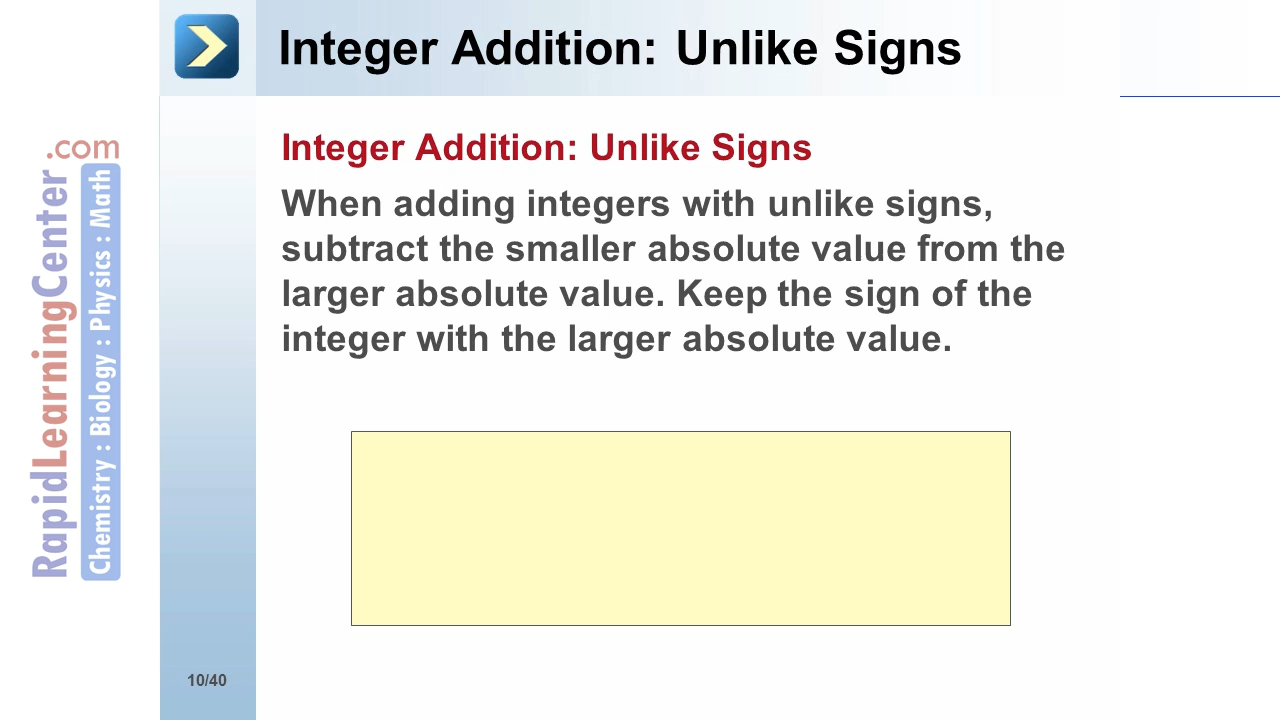 Integer Addition: Unlike Signs
Integer Addition: Unlike Signs
When adding integers with unlike signs,
subtract the smaller absolute value from the
larger absolute value. Keep the sign of the
integer with the larger absolute value.
RapidLearningCenter.com
Chemistry : Biology : Physics : Math
10/40